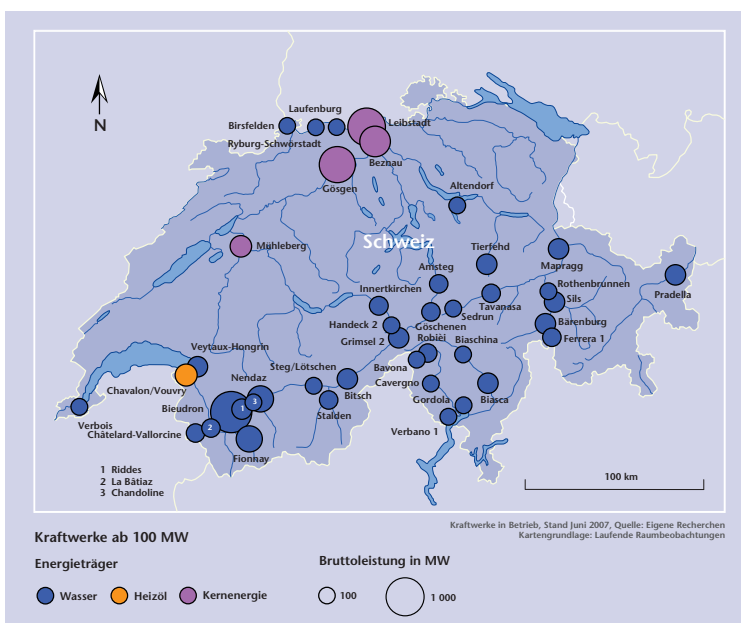 N
Laufenburg
Birsfelden
Leibstadt
Ryburg-Schwörstadt
Beznau
Gösgen
Altendorf
Schweiz
Mühleberg
Tierfehd
Mapragg
Amsteg
Rothenbrunnen
Innertkirchen
Sils
Pradella
Tavanasa
Sedrun
Handeck 2
Göschenen
Bärenburg
Grimsel 2
Robièi
Ferrera 1
Veytaux-Hongrin
Biaschina
Steg/Lötschen
Bavona
Nendaz
Chavalon/Vouvry
Cavergno
Bitsch
Gordola
Biasca
Bieudron
1
3
Stalden
Verbois
2
Châtelard-Vallorcine
Verbano 1
Fionnay
1 Riddes
2 La Bâtiaz
3 Chandoline
100 km
Kraftwerke in Betrieb, Stand Juni 2007, Quelle: Eigene Recherchen
Kartengrundlage: Laufende Raumbeobachtungen
Kraftwerke ab 100 MW
Energieträger
Bruttoleistung in MW
Wasser
Heizöl
Kernenergie
100
1 000